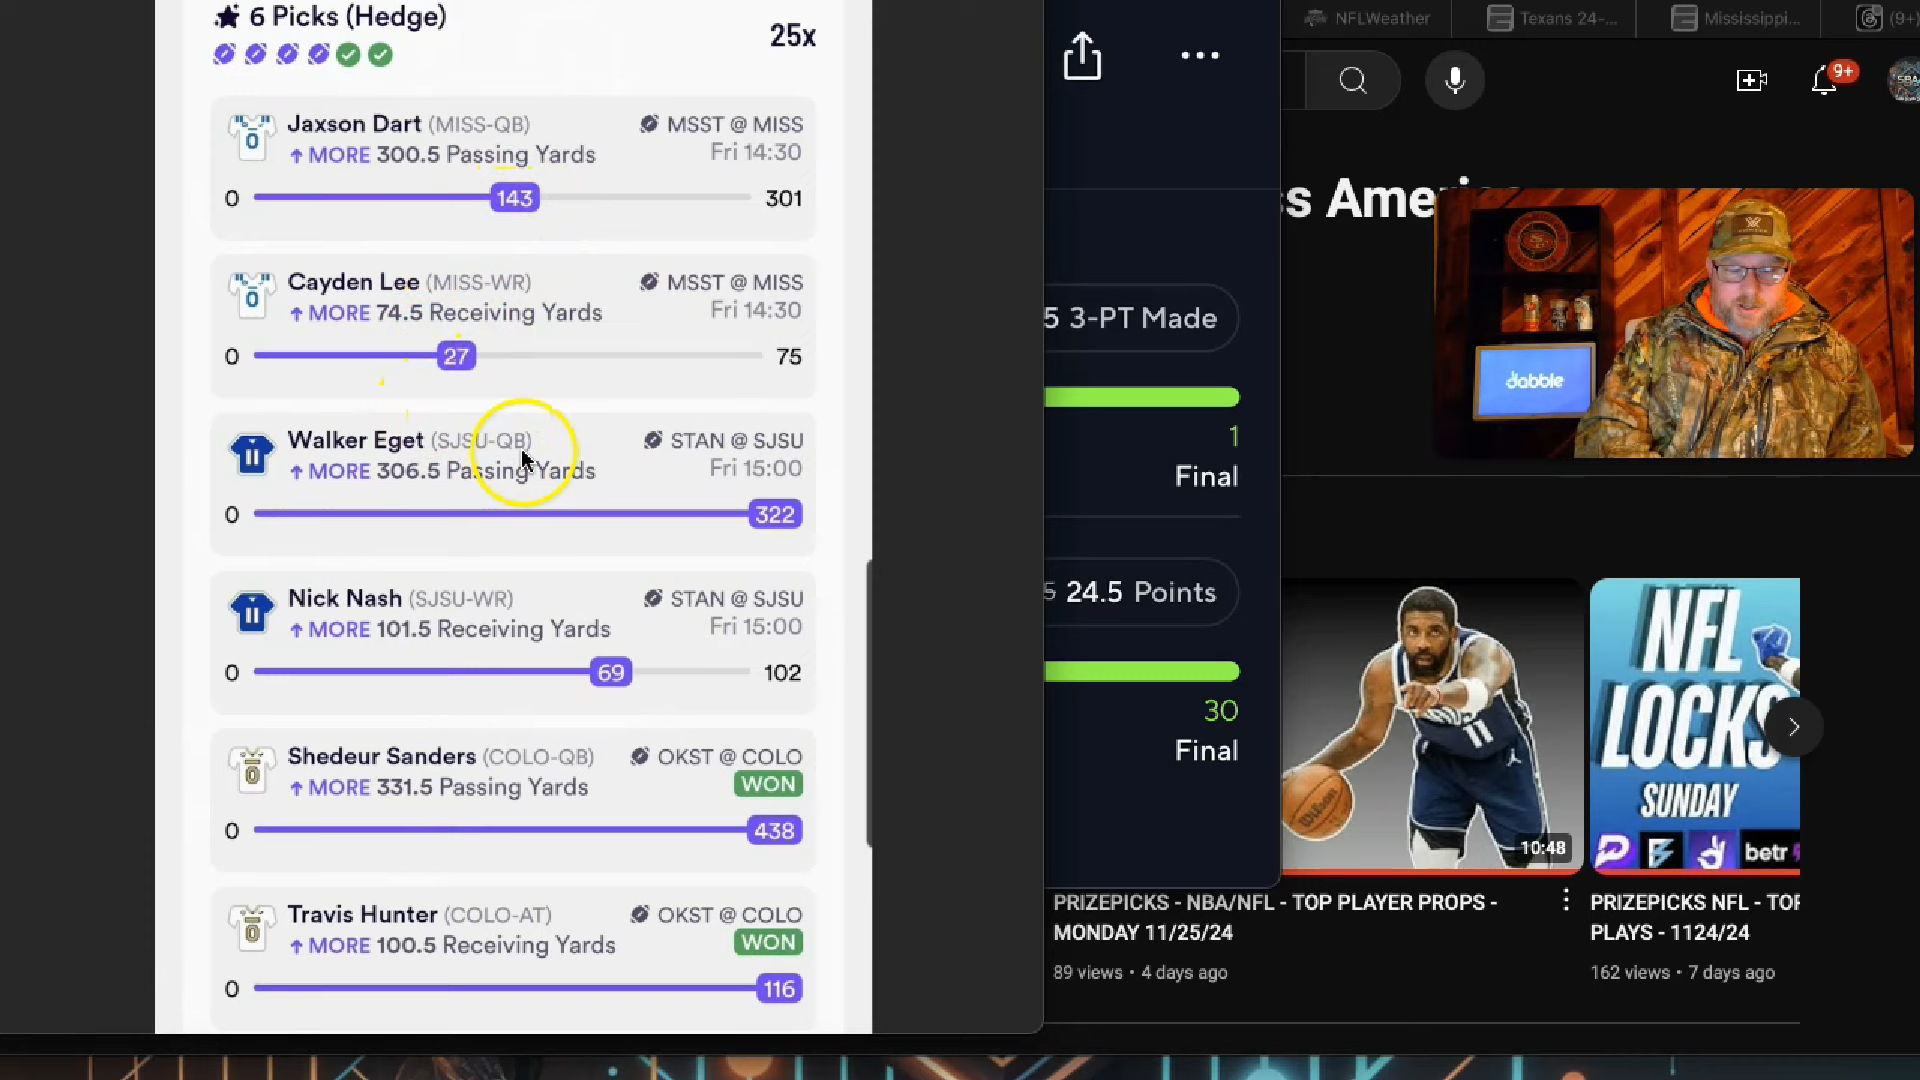 6 Picks (Hedge)
25x
Jaxson Dart (MISS-QB)
MSST @ MISS
↑ MORE 300.5 Passing Yards
Fri 14:30
0
143
301
Cayden Lee (MISS-WR)
MSST @ MISS
↑ MORE 74.5 Receiving Yards
Fri 14:30
0
27
75
Walker Eget (SJSU-QB)
STAN @ SJSU
↑ MORE 306.5 Passing Yards
Fri 15:00
0
322
Nick Nash (SJSU-WR)
STAN @ SJSU
↑ MORE 101.5 Receiving Yards
Fri 15:00
0
69
102
Shedeur Sanders (COLO-QB)
OKST @ COLO
↑ MORE 331.5 Passing Yards
WON
0
438
Travis Hunter (COLO-AT)
OKST @ COLO
↑ MORE 100.5 Receiving Yards
WON
0
116
5 3-PT Made
1
Final
24.5 Points
30
Final
NFLWeather
Texans 24-...
Mississippi...
(9+)
9+
s Americ
dabble
10:48
NFL
LOCKS
SUNDAY
betr
PRIZEPICKS - NBA/NFL - TOP PLAYER PROPS -
MONDAY 11/25/24
89 views • 4 days ago
PRIZEPICKS NFL - TOP
PLAYS - 1124/24
162 views • 7 days ago